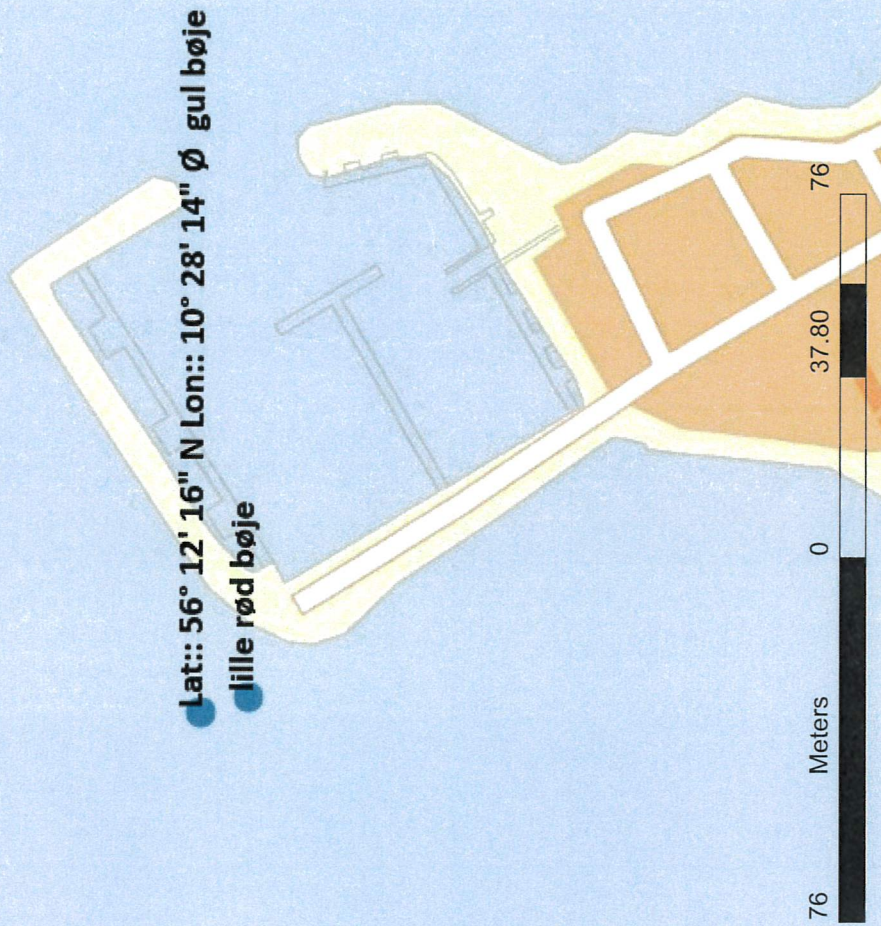 Lat:: 56° 12' 16" N Lon:: 10° 28' 14" Ø gul bøje
lille rød bøje
76 Meters 0 37.80 76